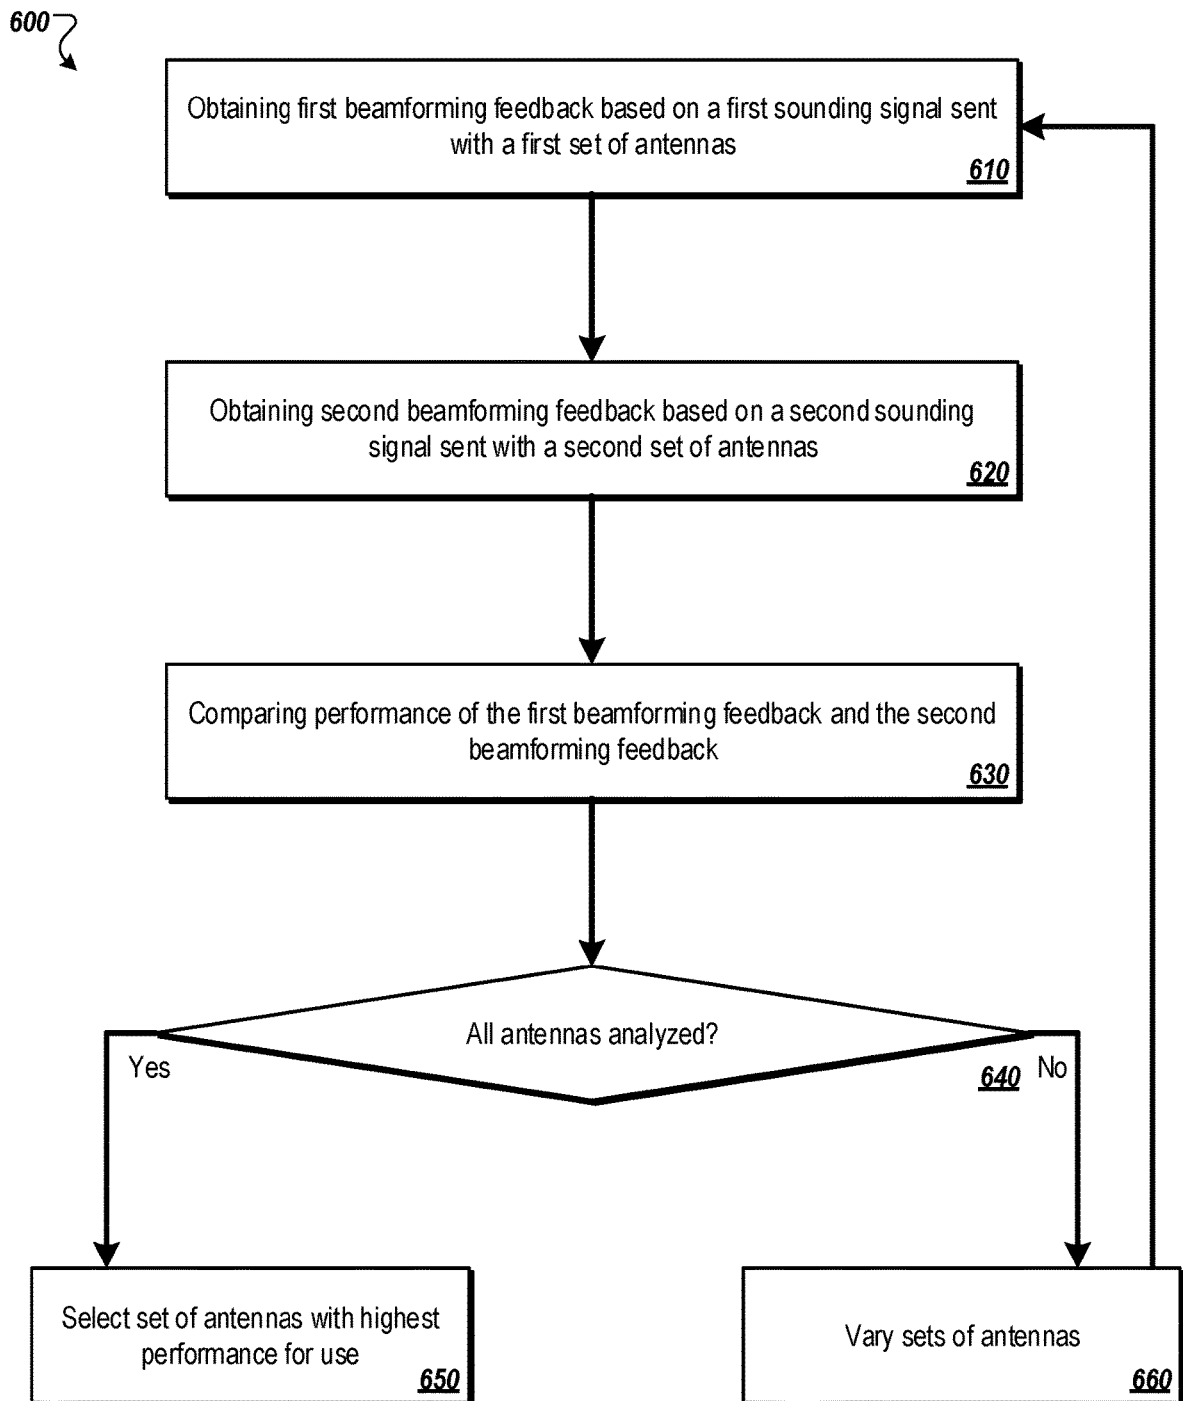 600
Obtaining first beamforming feedback based on a first sounding signal sent
with a first set of antennas
610
Obtaining second beamforming feedback based on a second sounding
signal sent with a second set of antennas
620
Comparing performance of the first beamforming feedback and the second
beamforming feedback
630
All antennas analyzed?
Yes
640 No
Select set of antennas with highest
performance for use
650
Vary sets of antennas
660